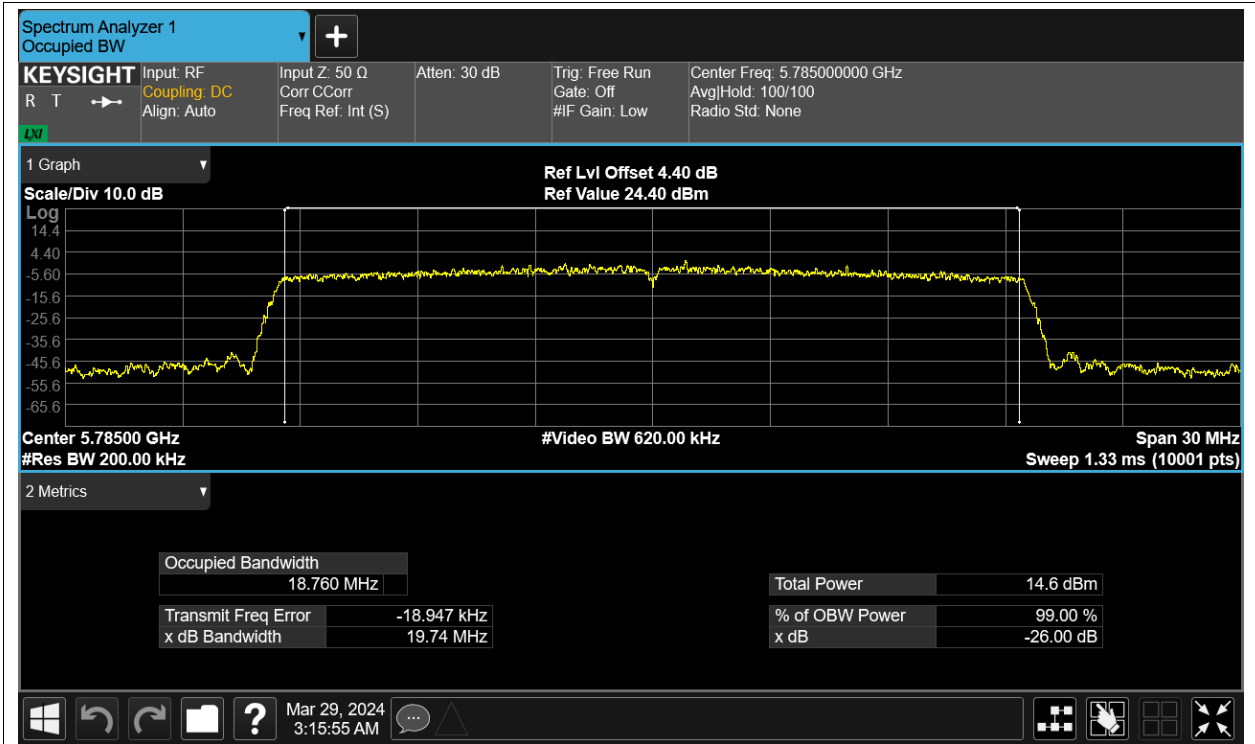 Spectrum Analyzer 1
Occupied BW
+
KEYSIGHT
R T
LXI
Input: RF
Coupling: DC
Align: Auto
Input Z: 50 Ω
Corr CCorr
Freq Ref: Int (S)
Atten: 30 dB
Trig: Free Run
Gate: Off
#IF Gain: Low
Center Freq: 5.785000000 GHz
Avg|Hold: 100/100
Radio Std: None
1 Graph
Scale/Div 10.0 dB
Ref Lvl Offset 4.40 dB
Ref Value 24.40 dBm
Log
14.4
4.40
-5.60
-15.6
-25.6
-35.6
-45.6
-55.6
-65.6
Center 5.78500 GHz
#Video BW 620.00 kHz
Span 30 MHz
#Res BW 200.00 kHz
Sweep 1.33 ms (10001 pts)
2 Metrics
Occupied Bandwidth
18.760 MHz
Total Power 14.6 dBm
Transmit Freq Error -18.947 kHz
% of OBW Power 99.00 %
x dB Bandwidth 19.74 MHz
x dB -26.00 dB
?
Mar 29, 2024
3:15:55 AM